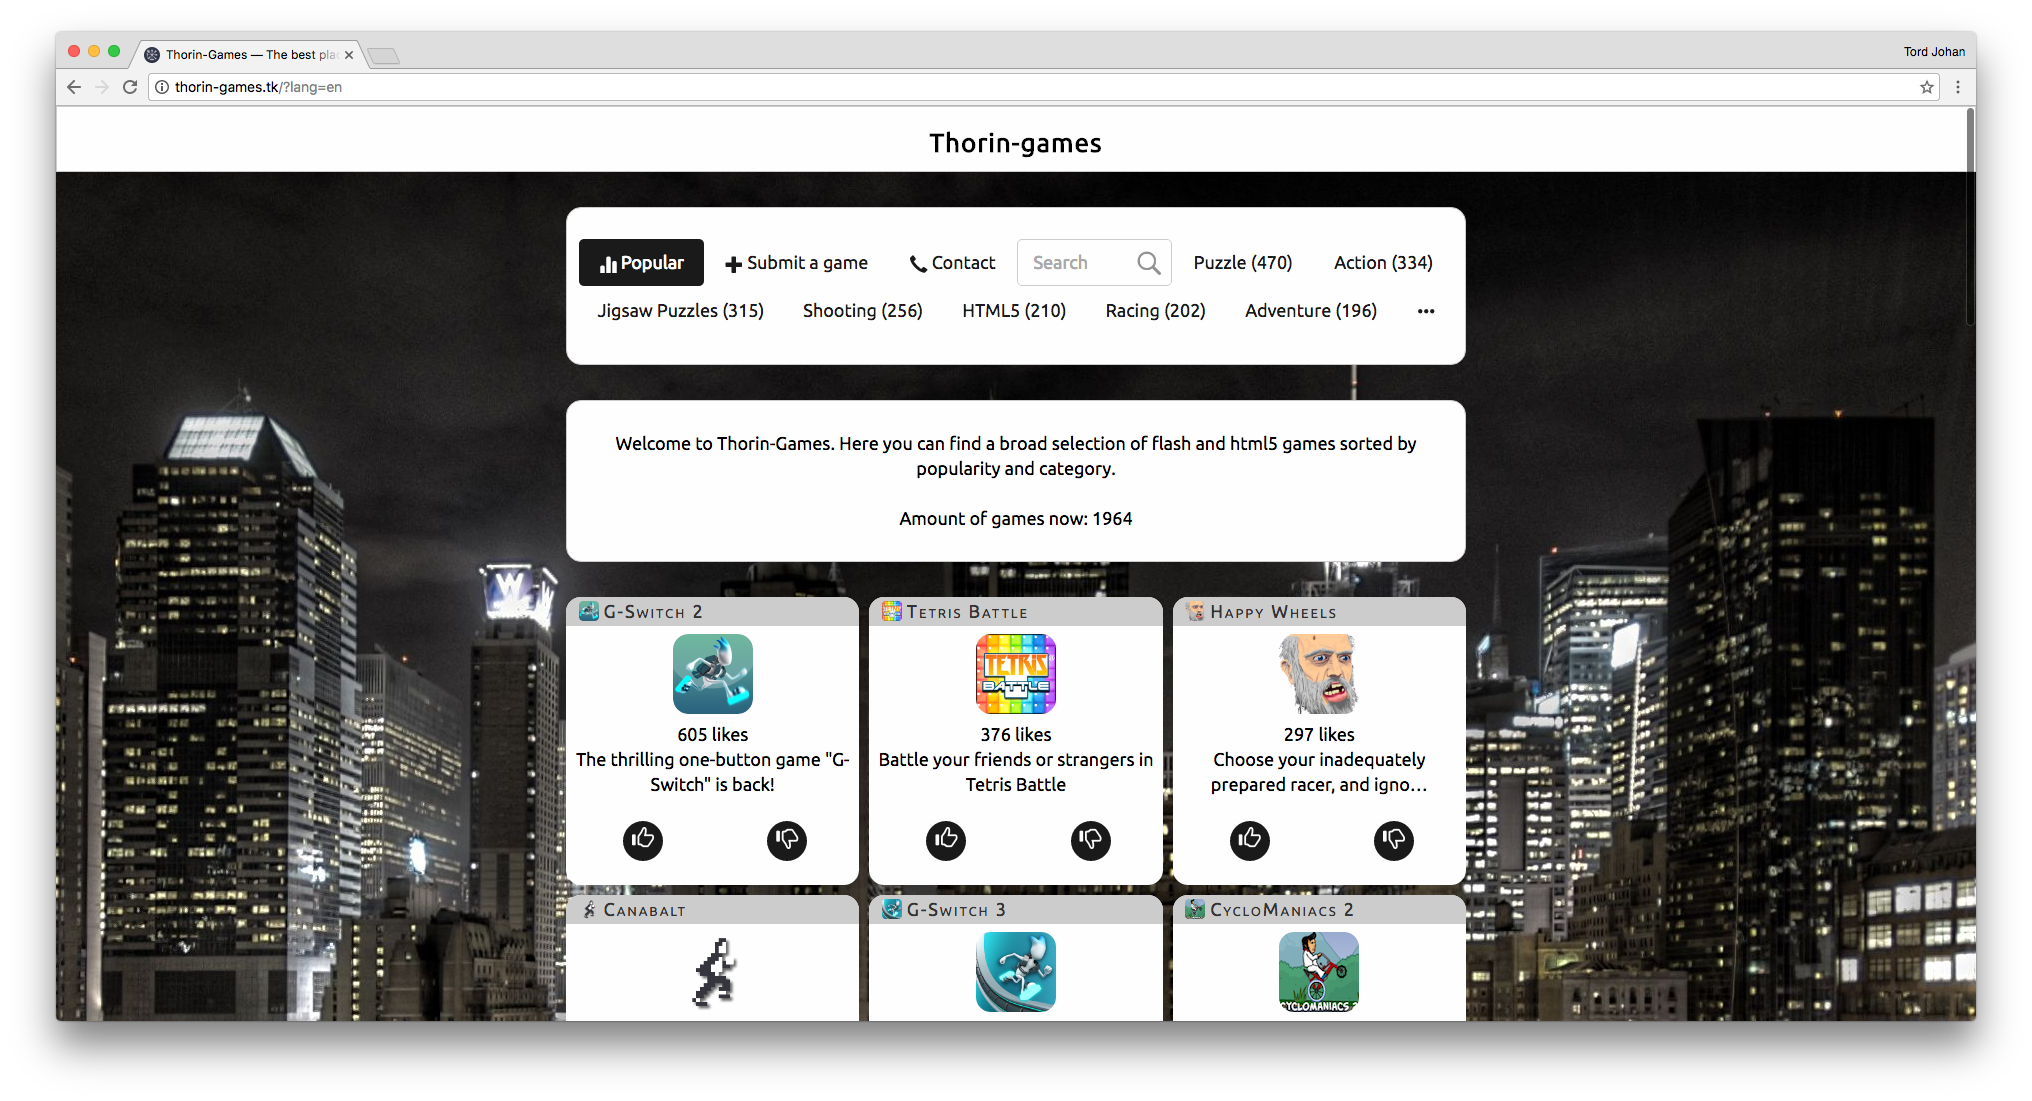 Thorin-Games — The best pla
Tord Johan
thorin-games.tk/?lang=en
Thorin-games
Popular
Submit a game
Contact
Search
Puzzle (470)
Action (334)
Jigsaw Puzzles (315)
Shooting (256)
HTML5 (210)
Racing (202)
Adventure (196)
Welcome to Thorin-Games. Here you can find a broad selection of flash and html5 games sorted by
popularity and category.
Amount of games now: 1964
W
G-Switch 2
605 likes
The thrilling one-button game "G-
Switch" is back!
Tetris Battle
TETRIS
BATTLE
376 likes
Battle your friends or strangers in
Tetris Battle
Happy Wheels
297 likes
Choose your inadequately
prepared racer, and igno...
Canabalt
G-Switch 3
CycloManiacs 2
CYCLOMANIACS 2